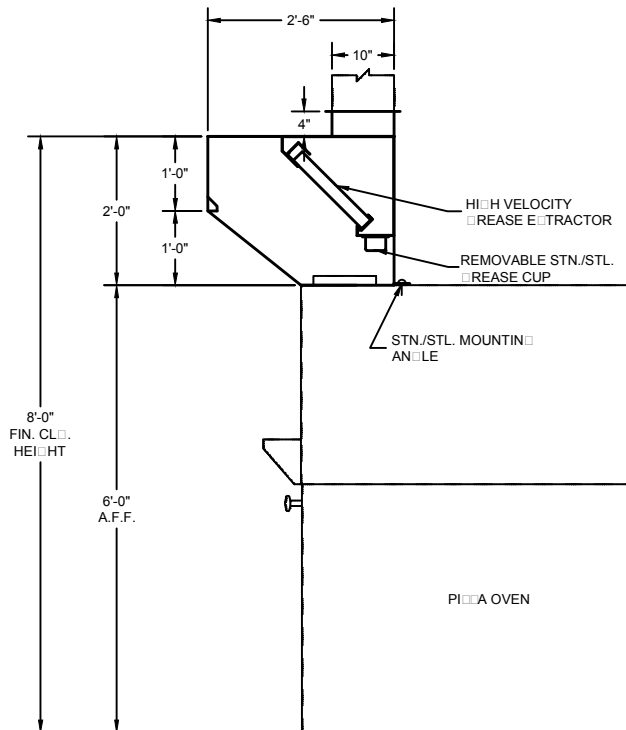 2'-6"
10"
4"
1'-0"
2'-0"
1'-0"
HI□H VELOCITY
□REASE E□TRACTOR
REMOVABLE STN./STL.
□REASE CUP
STN./STL. MOUNTIN□
AN□LE
8'-0"
FIN. CL□.
HEI□HT
6'-0"
A.F.F.
PI□□A OVEN